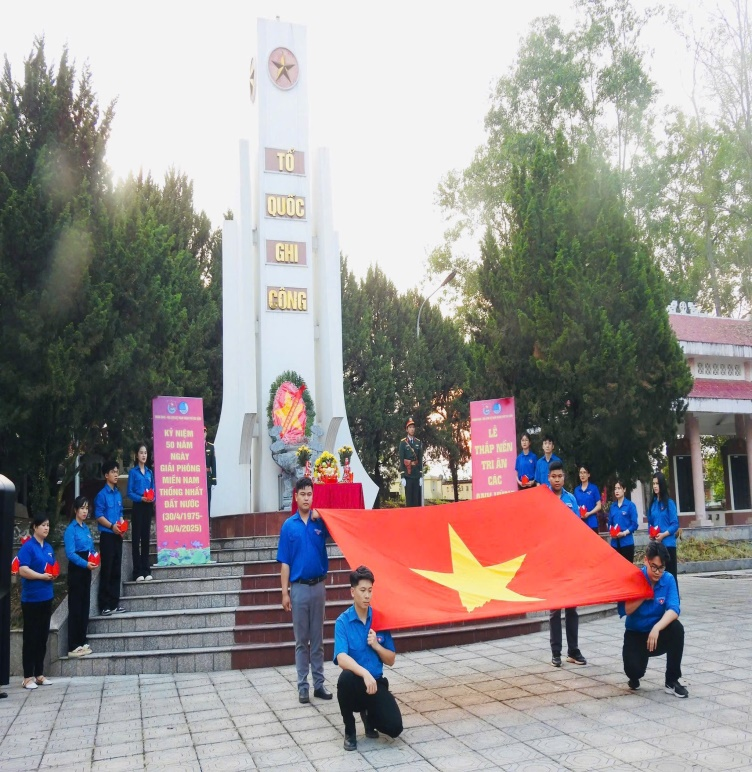 TỔ
QUỐC
GHI
CÔNG
KỶ NIỆM
50 NĂM
NGÀY
GIẢI PHÓNG
MIỀN NAM
THỐNG NHẤT
ĐẤT NƯỚC
(30/4/1975-
30/4/2025)
LỄ
THẮP NẾN
TRI ÂN
CÁC